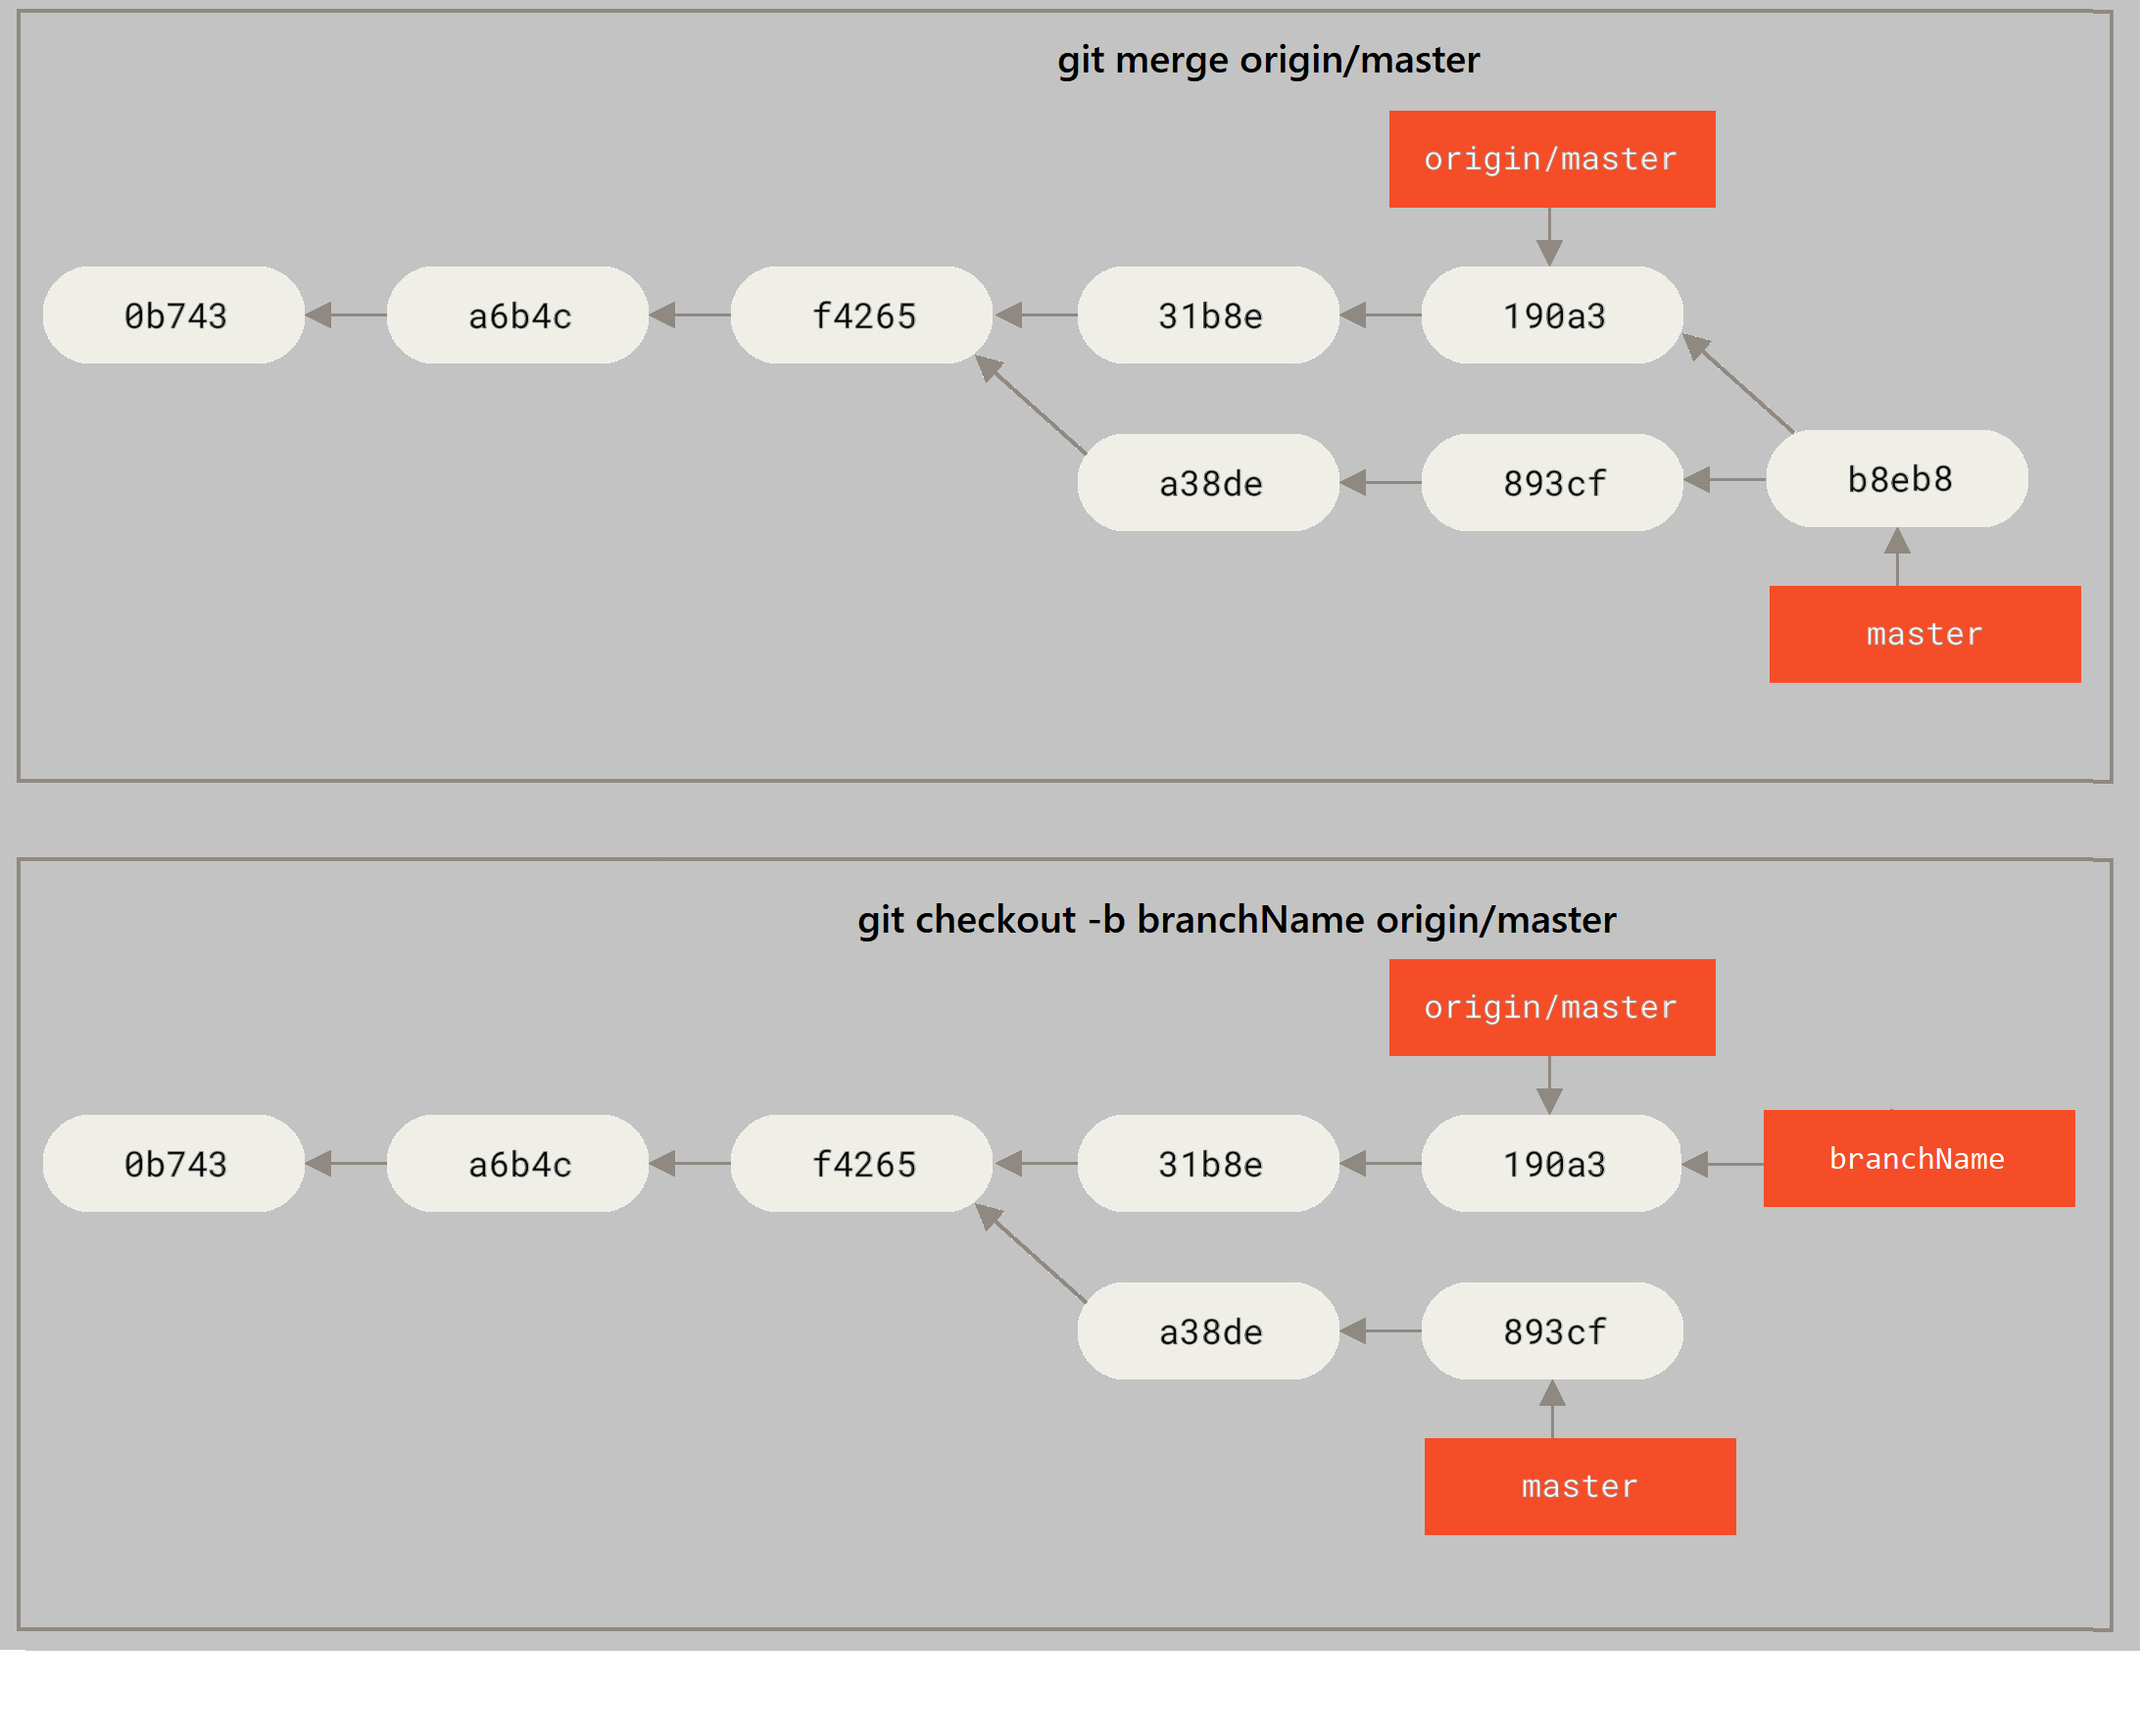 git merge origin/master
origin/master
0b743
a6b4c
f4265
31b8e
190a3
a38de
893cf
b8eb8
master
git checkout -b branchName origin/master
origin/master
0b743
a6b4c
f4265
31b8e
190a3
branchName
a38de
893cf
master